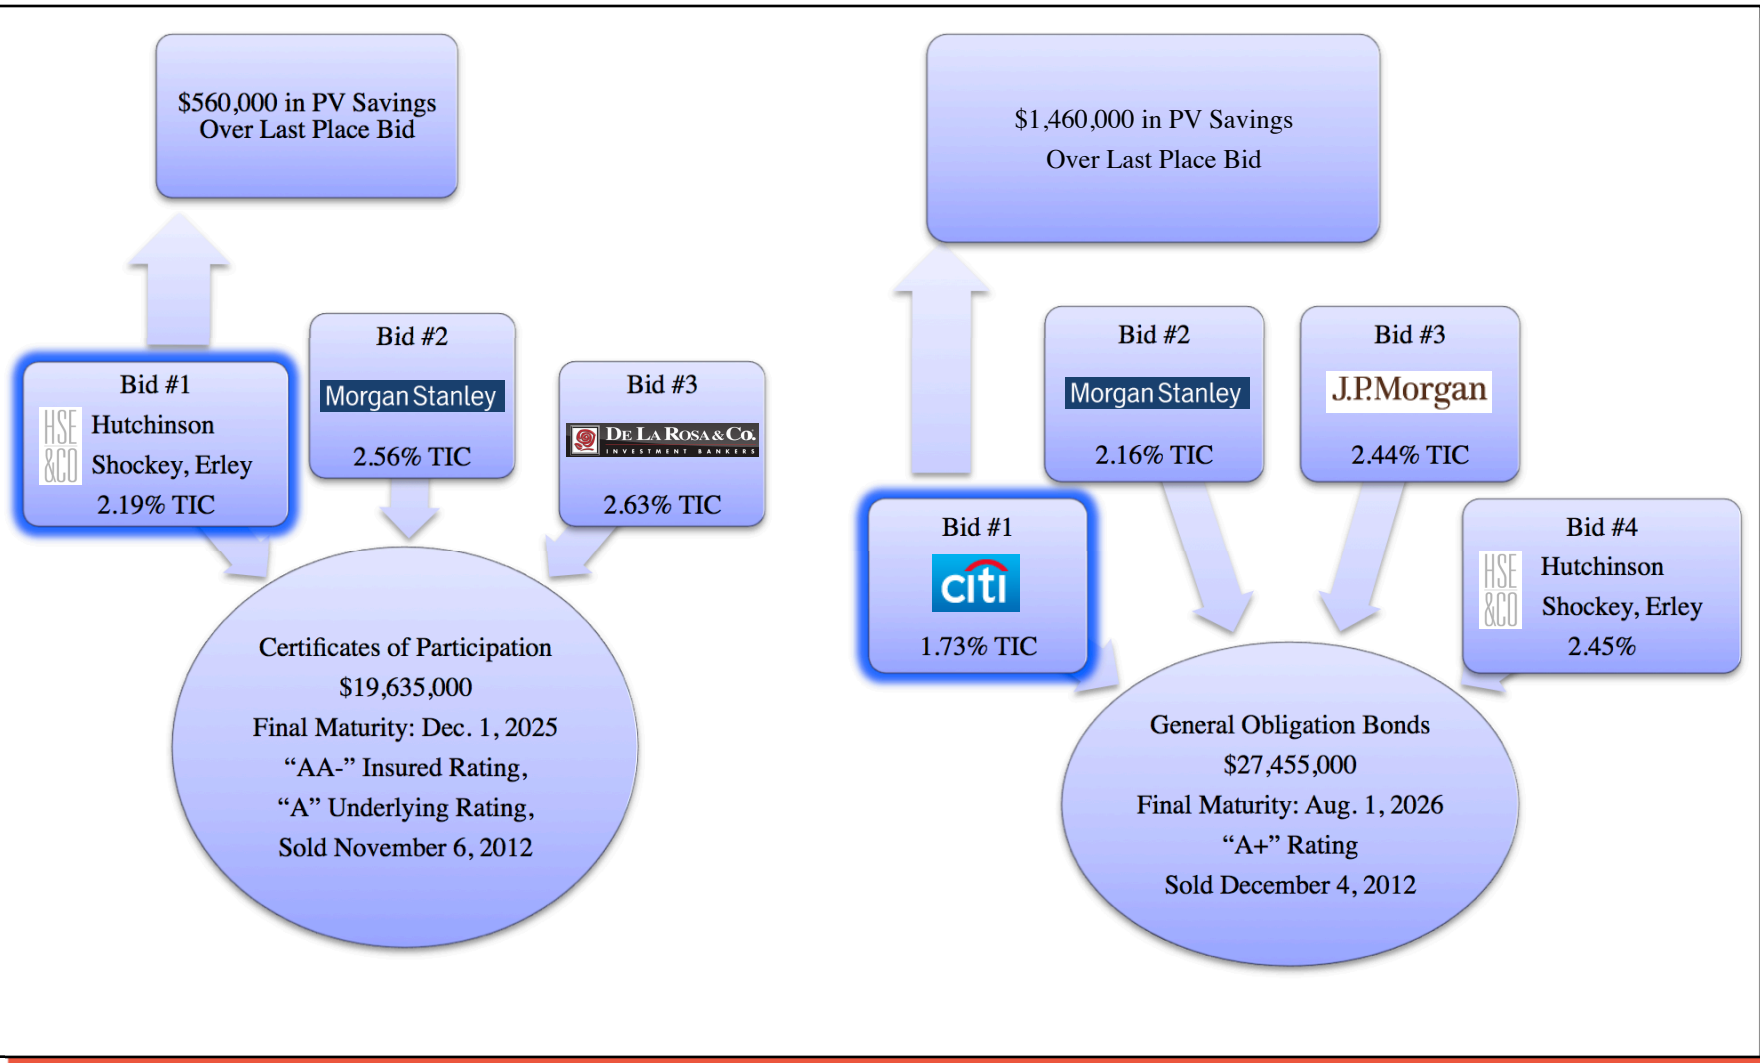 $560,000 in PV Savings
Over Last Place Bid
Bid #1
HSE
&CO
Hutchinson
Shockey, Erley
2.19% TIC
Bid #2
Morgan Stanley
2.56% TIC
Bid #3
DE LA ROSA & CO.
INVESTMENT BANKERS
2.63% TIC
Certificates of Participation
$19,635,000
Final Maturity: Dec. 1, 2025
“AA-” Insured Rating,
“A” Underlying Rating,
Sold November 6, 2012
$1,460,000 in PV Savings
Over Last Place Bid
Bid #1
citi
1.73% TIC
Bid #2
Morgan Stanley
2.16% TIC
Bid #3
J.P.Morgan
2.44% TIC
Bid #4
HSE
&CO
Hutchinson
Shockey, Erley
2.45%
General Obligation Bonds
$27,455,000
Final Maturity: Aug. 1, 2026
“A+” Rating
Sold December 4, 2012